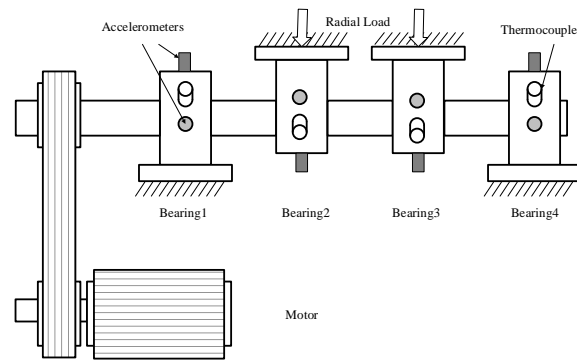 Accelerometers
Radial Load
Thermocouple
Bearing1
Bearing2
Bearing3
Bearing4
Motor